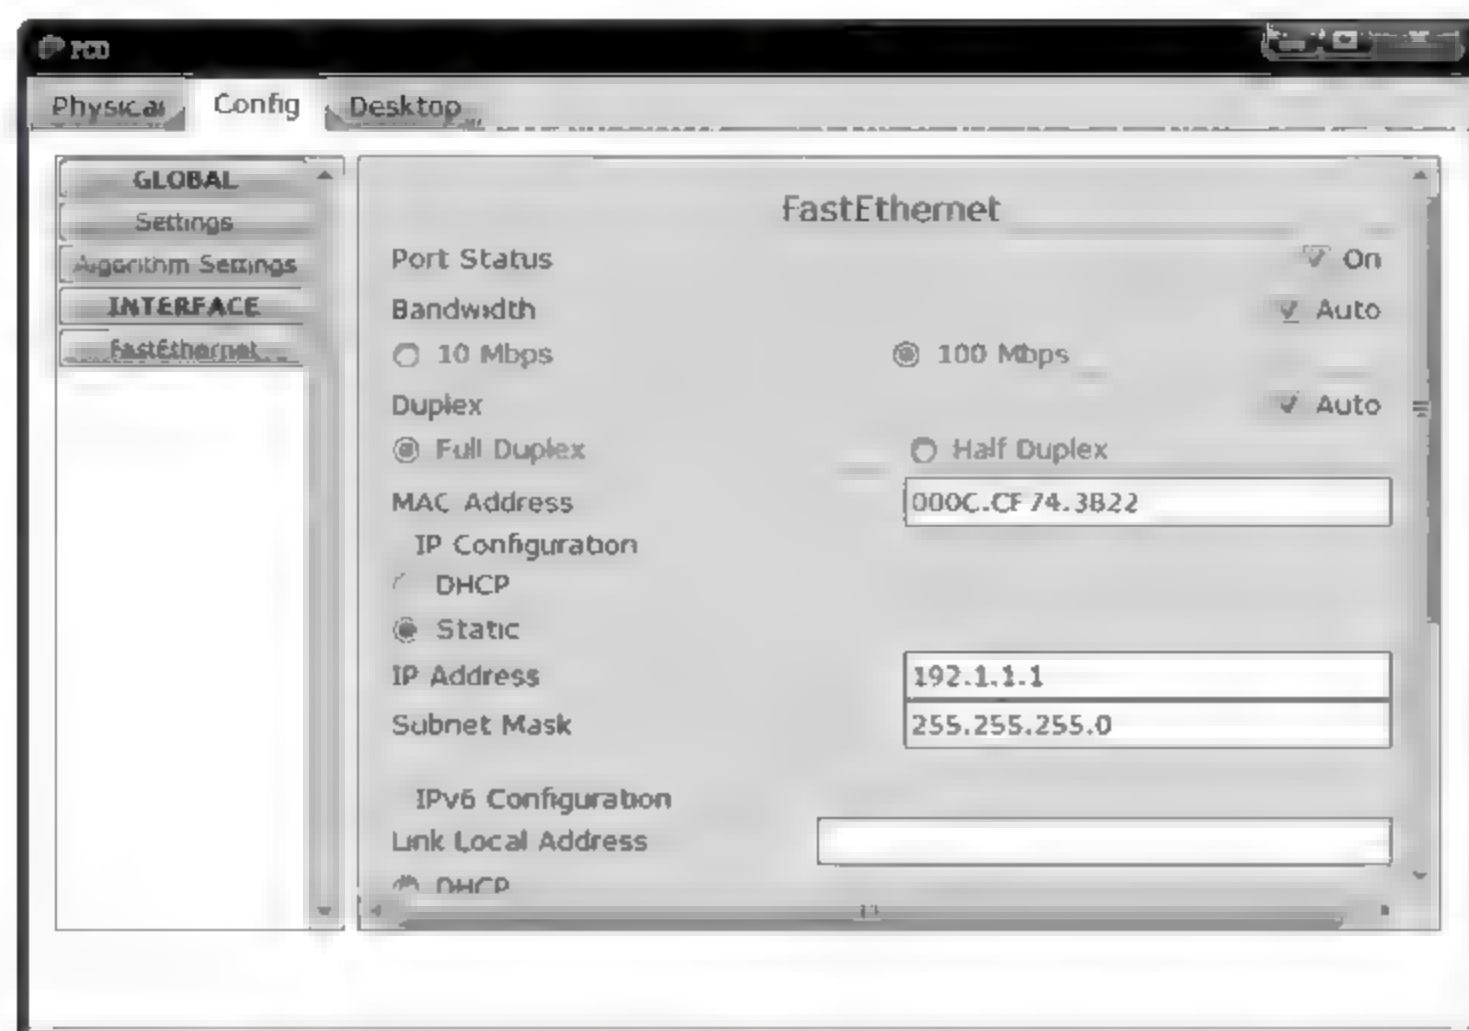 PC0
Physical Config Desktop
GLOBAL
Settings
Algorithm Settings
INTERFACE
FastEthernet
FastEthernet
Port Status On
Bandwidth Auto
10 Mbps 100 Mbps
Duplex Auto
Full Duplex Half Duplex
MAC Address 000C.CF74.3B22
IP Configuration
DHCP
Static
IP Address 192.1.1.1
Subnet Mask 255.255.255.0
IPv6 Configuration
Link Local Address
DHCP